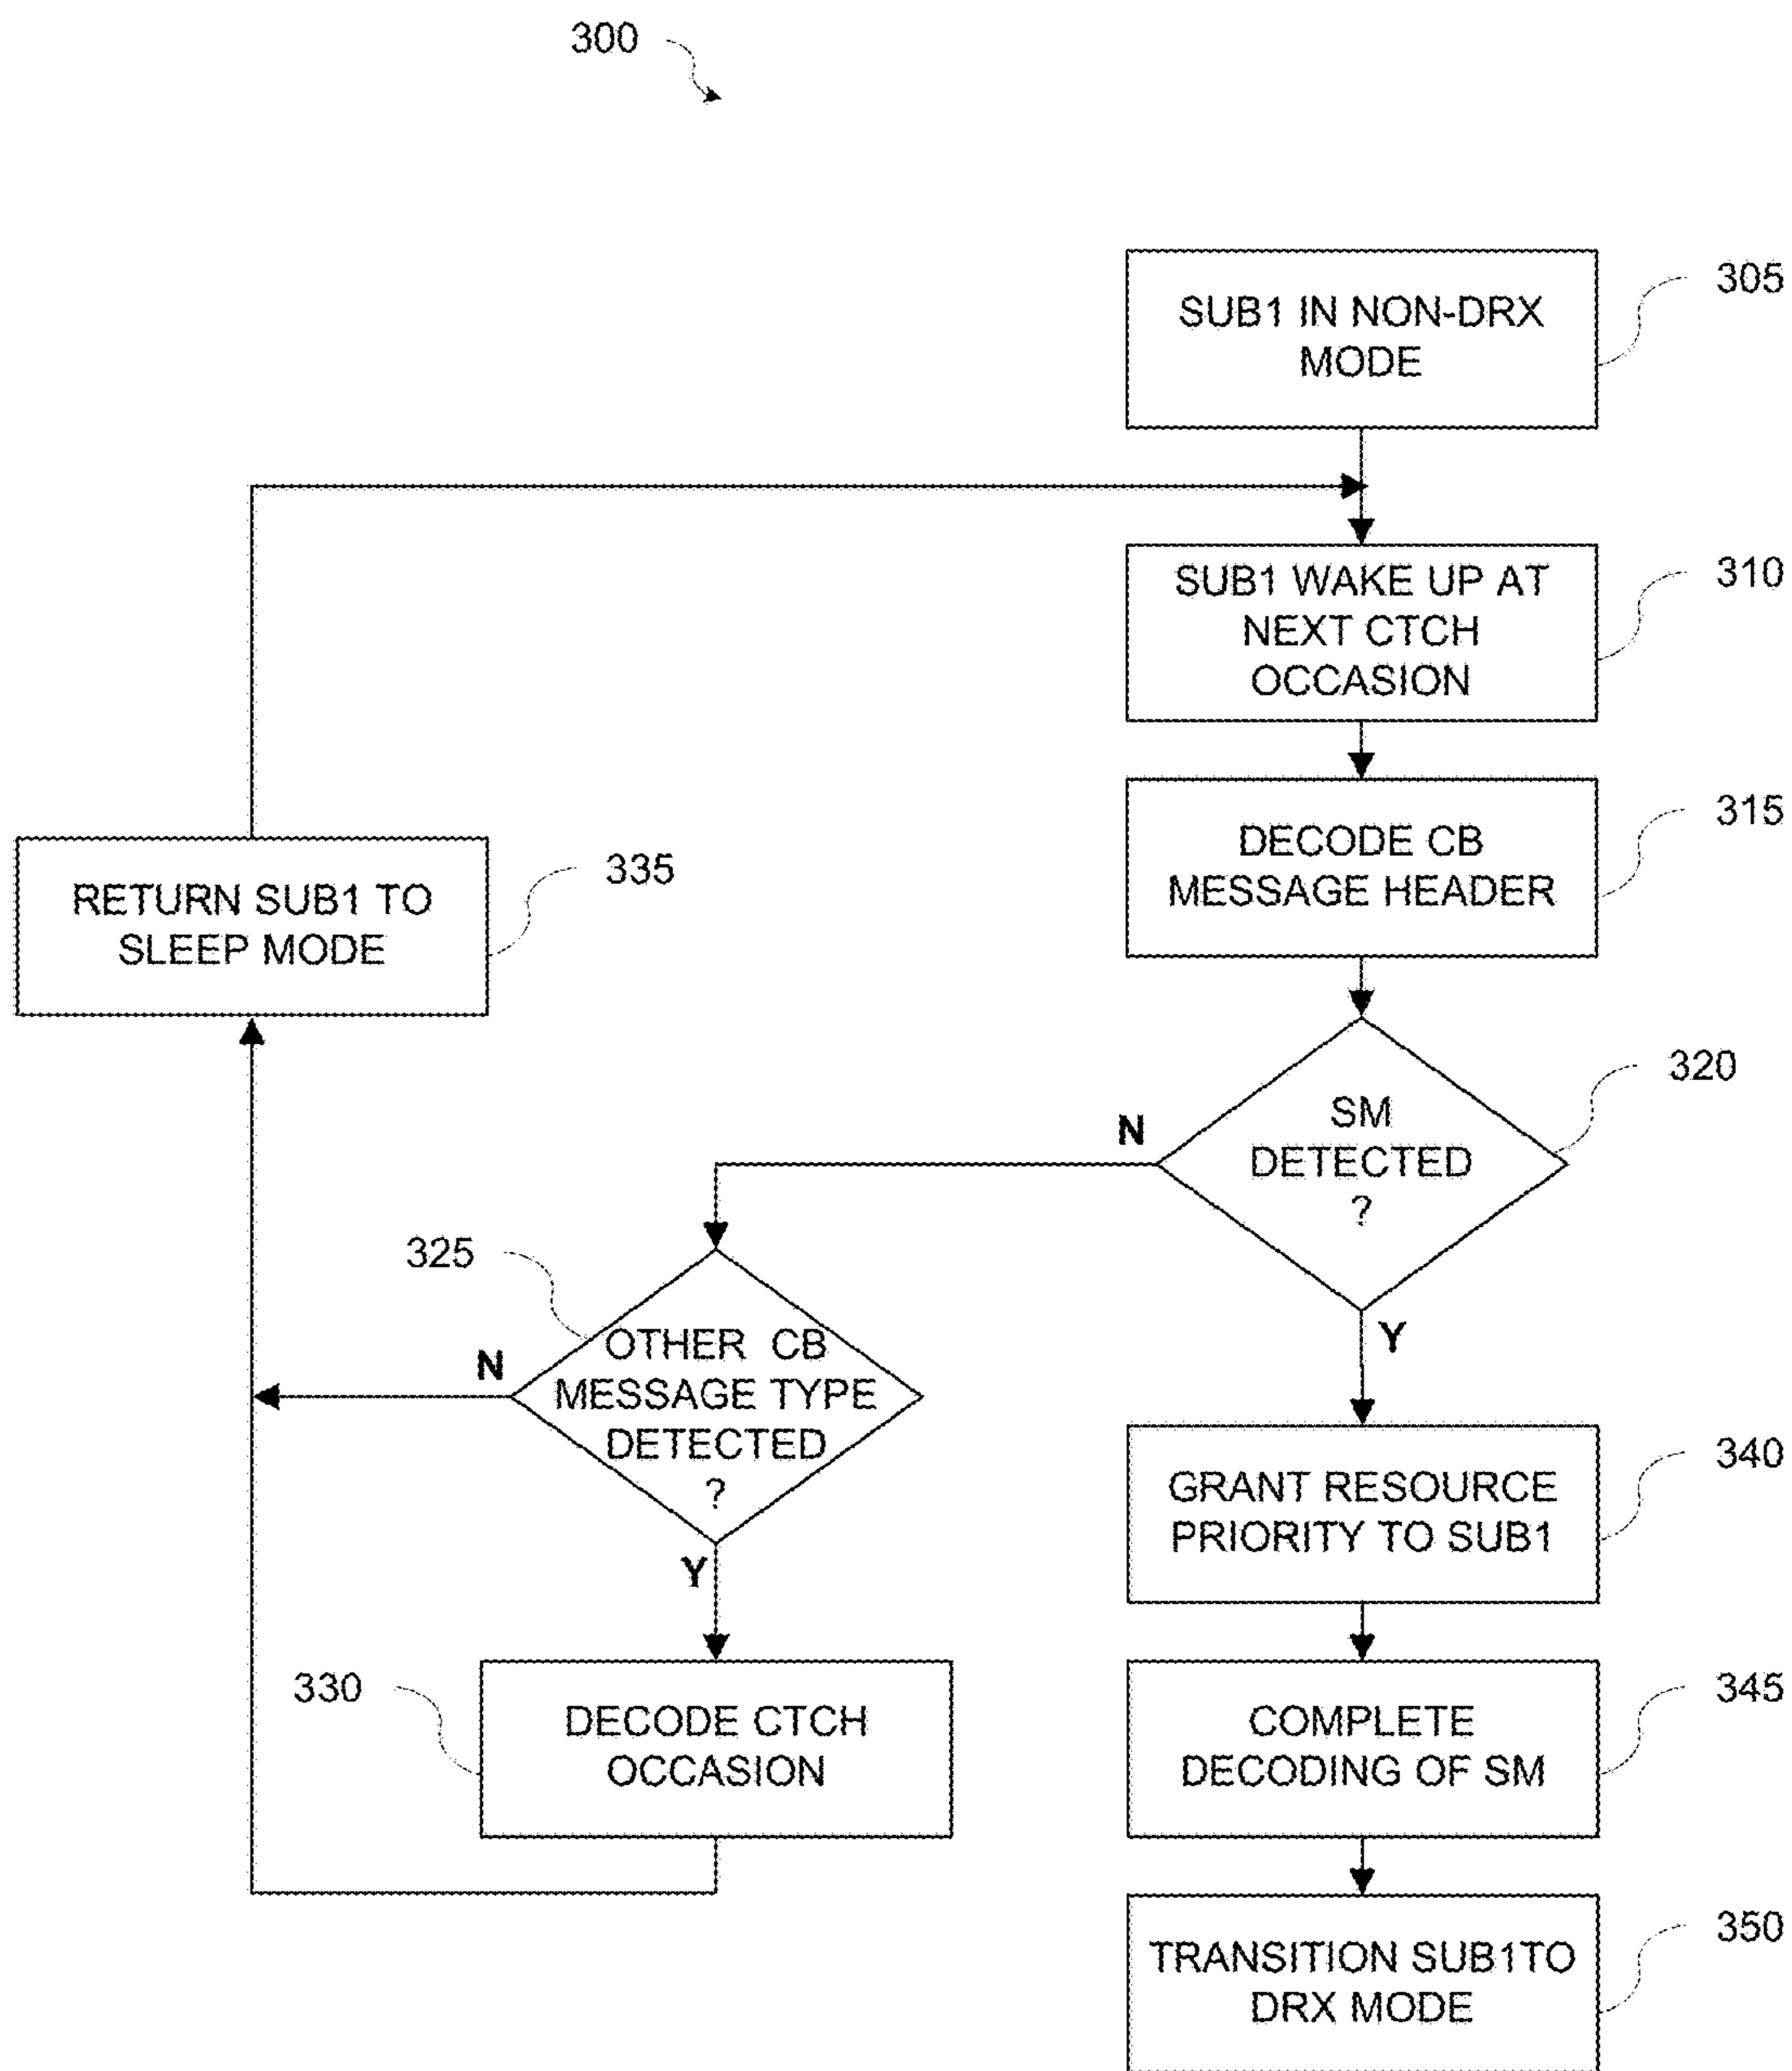 300
SUB1 IN NON-DRX
MODE
305
SUB1 WAKE UP AT
NEXT CTCH
OCCASION
310
DECODE CB
MESSAGE HEADER
315
RETURN SUB1 TO
SLEEP MODE
335
SM
DETECTED
?
320
N
Y
325
OTHER CB
MESSAGE TYPE
DETECTED
?
N
Y
GRANT RESOURCE
PRIORITY TO SUB1
340
330
DECODE CTCH
OCCASION
COMPLETE
DECODING OF SM
345
TRANSITION SUB1TO
DRX MODE
350